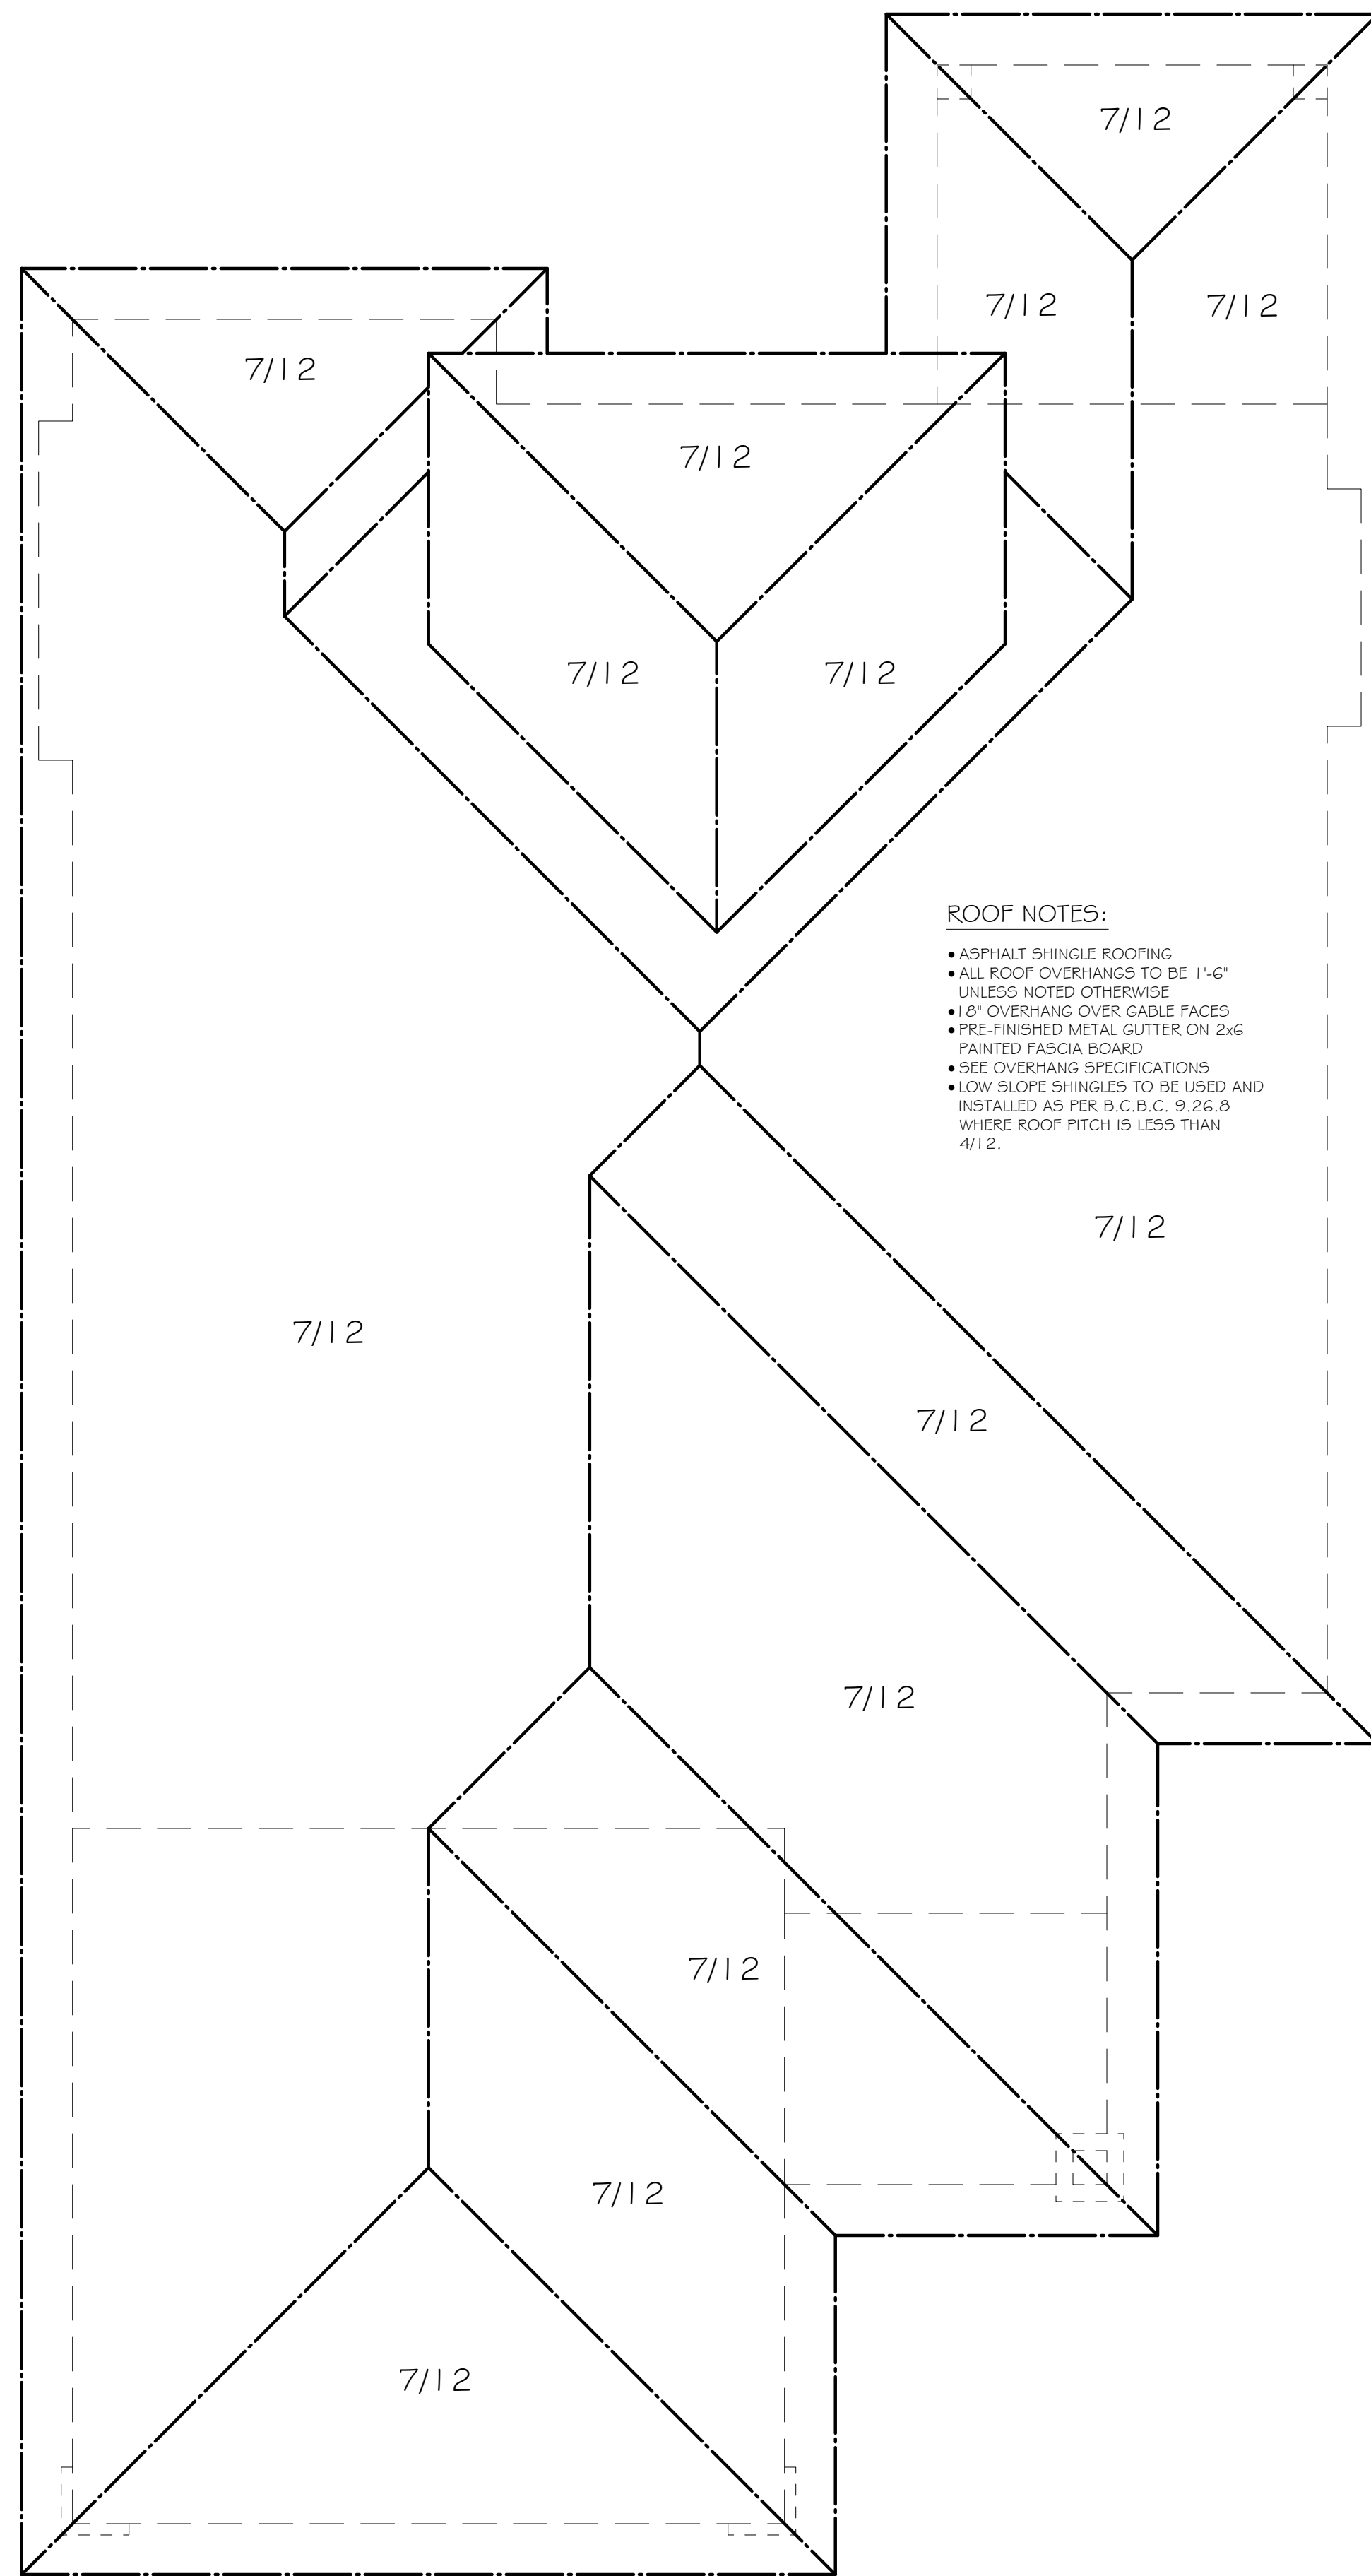 7/12
7/12
7/12
7/12
7/12
7/12
7/12
ROOF NOTES:
• ASPHALT SHINGLE ROOFING
• ALL ROOF OVERHANGS TO BE 1'-6"
UNLESS NOTED OTHERWISE
• 18" OVERHANG OVER GABLE FACES
• PRE-FINISHED METAL GUTTER ON 2x6
PAINTED FASCIA BOARD
• SEE OVERHANG SPECIFICATIONS
• LOW SLOPE SHINGLES TO BE USED AND
INSTALLED AS PER B.C.B.C. 9.26.8
WHERE ROOF PITCH IS LESS THAN
4/12.
7/12
7/12
7/12
7/12
7/12
7/12
7/12